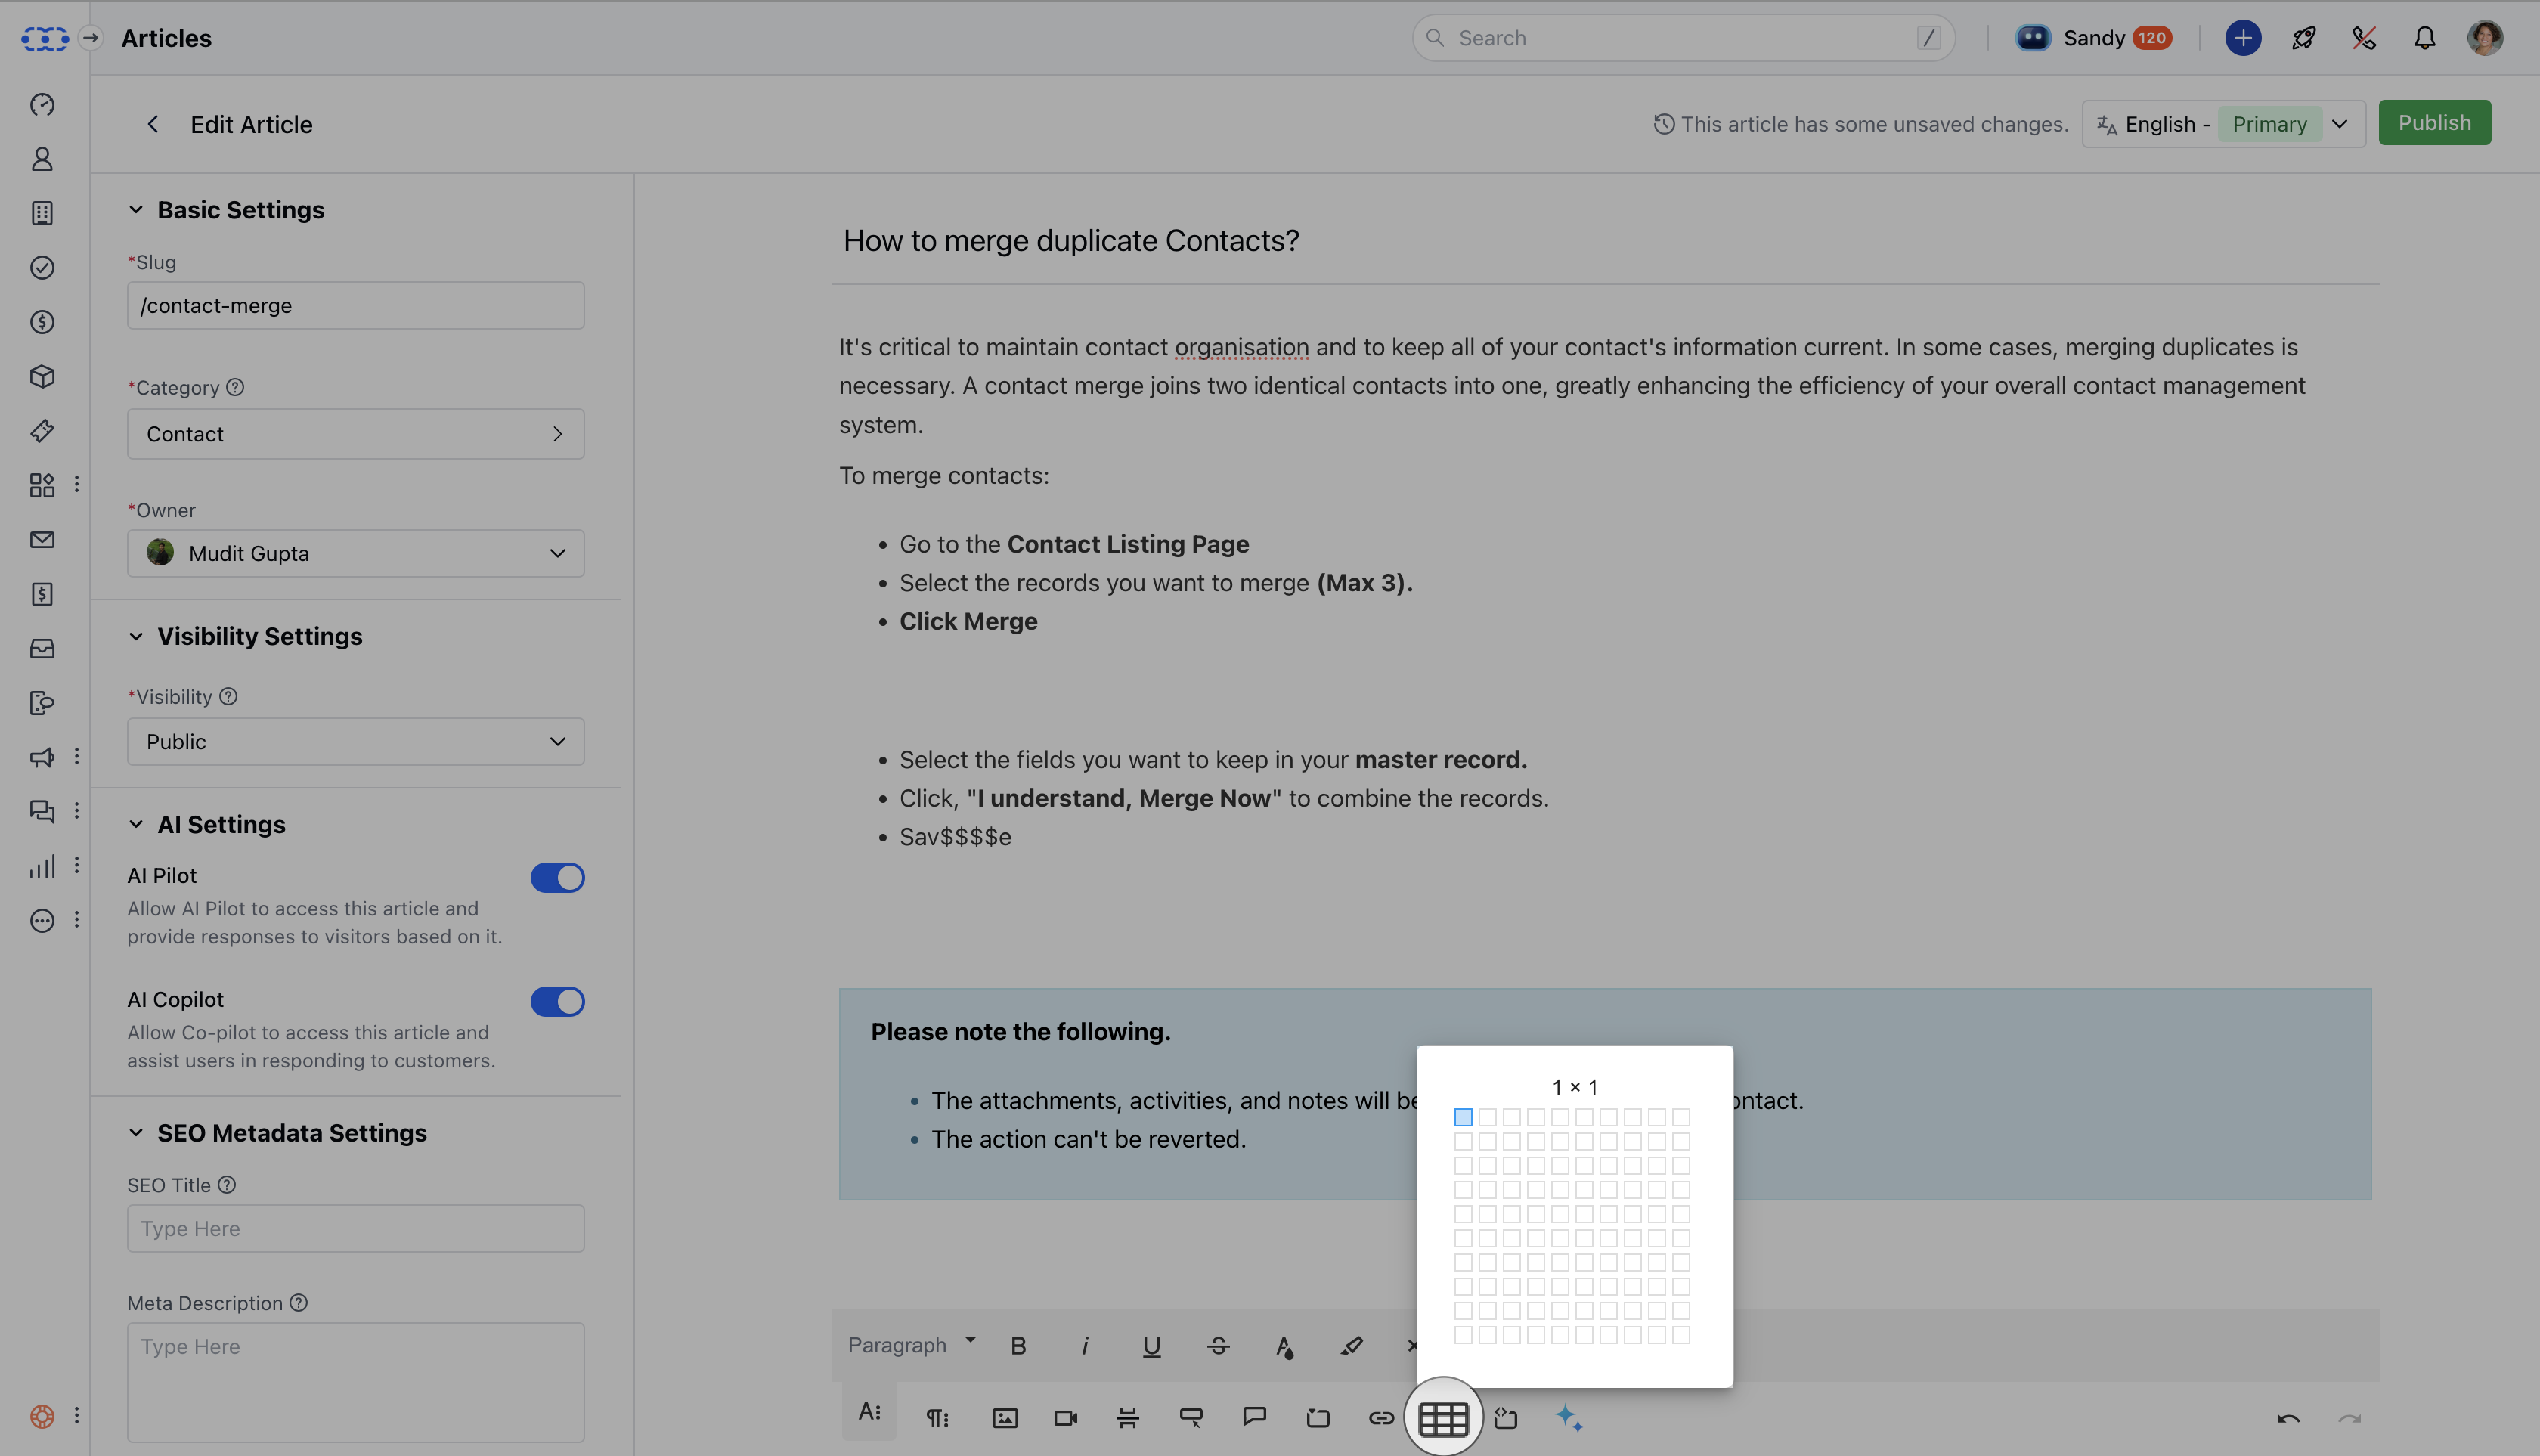 Articles
Search
/
Sandy 120
Edit Article
This article has some unsaved changes.
English - Primary
Publish
Basic Settings
*Slug
/contact-merge
*Category
Contact
*Owner
Mudit Gupta
Visibility Settings
*Visibility
Public
AI Settings
AI Pilot
Allow AI Pilot to access this article and
provide responses to visitors based on it.
AI Copilot
Allow Co-pilot to access this article and
assist users in responding to customers.
SEO Metadata Settings
SEO Title
Type Here
Meta Description
Type Here
How to merge duplicate Contacts?
It's critical to maintain contact organisation and to keep all of your contact's information current. In some cases, merging duplicates is
necessary. A contact merge joins two identical contacts into one, greatly enhancing the efficiency of your overall contact management
system.
To merge contacts:
• Go to the Contact Listing Page
• Select the records you want to merge (Max 3).
• Click Merge
• Select the fields you want to keep in your master record.
• Click, "I understand, Merge Now" to combine the records.
• Sav$$$$e
Please note the following.
• The attachments, activities, and notes will be
ontact.
• The action can't be reverted.
1 × 1
Paragraph